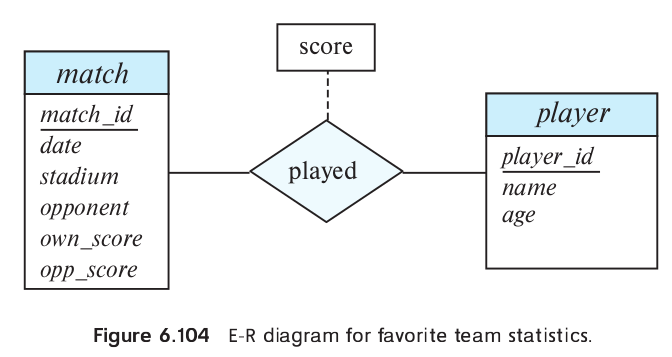 score
match
match_id
date
stadium
opponent
own_score
opp_score
played
player
player_id
name
age
Figure 6.104 E-R diagram for favorite team statistics.